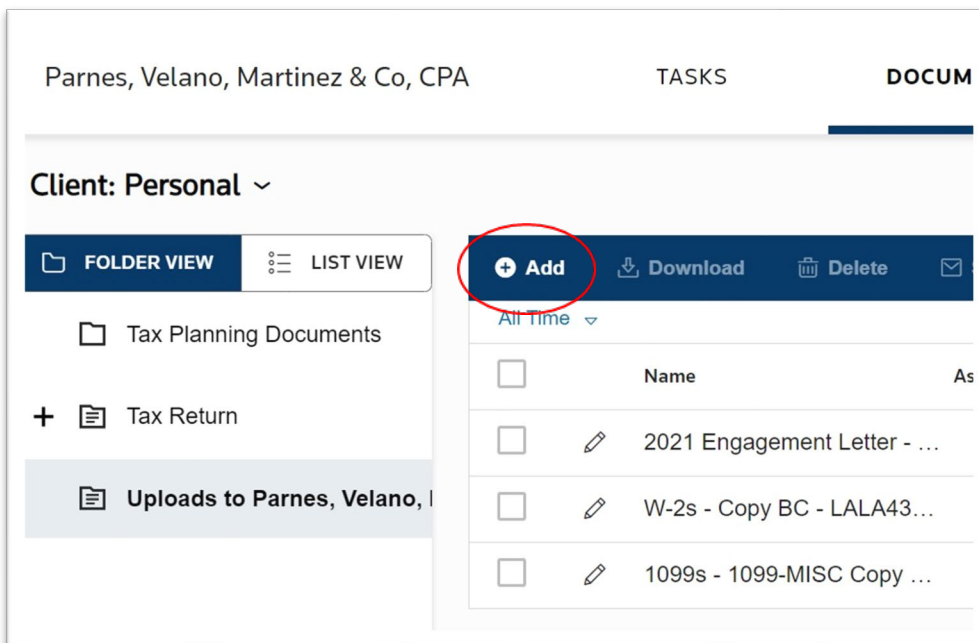 Parnes, Velano, Martinez & Co, CPA TASKS DOCUM
Client: Personal
FOLDER VIEW LIST VIEW
Add Download Delete
All Time
Tax Planning Documents
Tax Return
Uploads to Parnes, Velano,
Name As
2021 Engagement Letter - ...
W-2s - Copy BC - LALA43...
1099s - 1099-MISC Copy ...